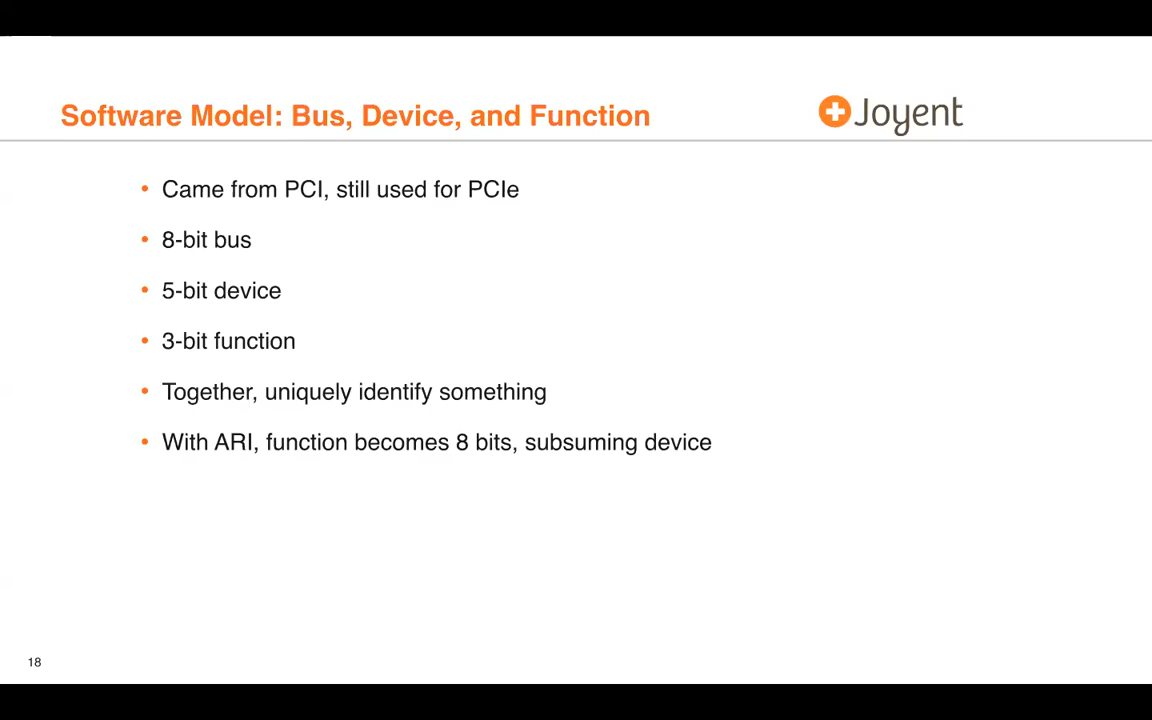 Software Model: Bus, Device, and Function
Joyent
• Came from PCI, still used for PCIe
• 8-bit bus
• 5-bit device
• 3-bit function
• Together, uniquely identify something
• With ARI, function becomes 8 bits, subsuming device
18